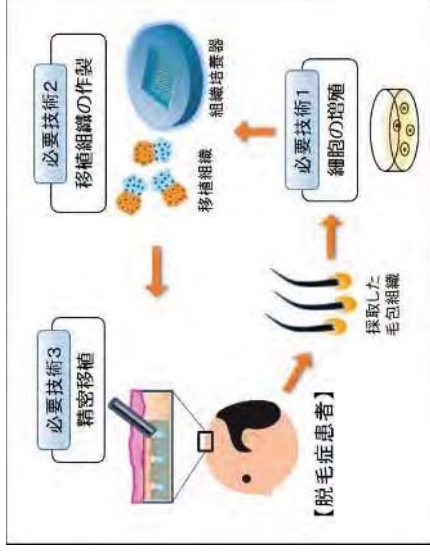 必要技術3
精密移植
必要技術2
移植組織の作製
移植組織
組織培養器
【脱毛症患者】
採取した
毛包組織
必要技術1
細胞の増殖